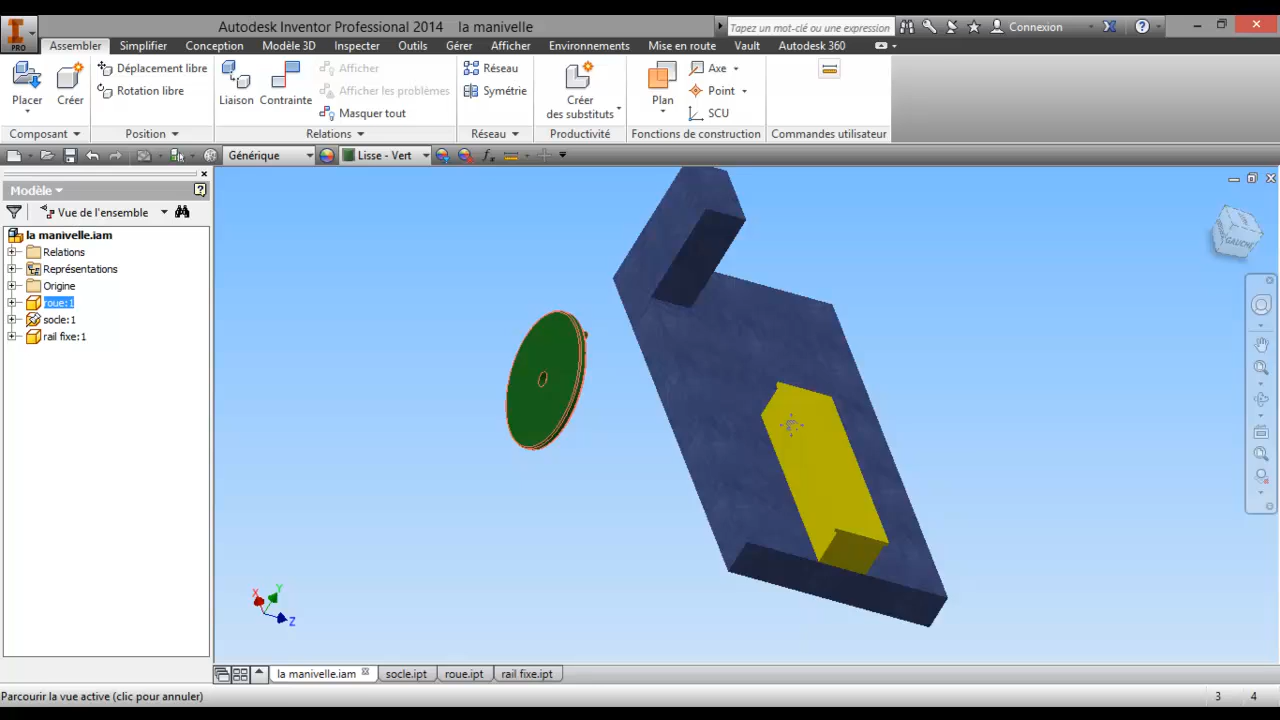 Autodesk Inventor Professional 2014 la manivelle
Tapez un mot-clé ou une expression
Connexion
PRO
Assembler Simplifier Conception Modèle 3D Inspecter Outils Gérer Afficher Environnements Mise en route Vault Autodesk 360
Placer
Créer
Composant
Déplacement libre
Rotation libre
Position
Liaison
Contrainte
Afficher
Afficher les problèmes
Masquer tout
Relations
Réseau
Symétrie
Réseau
Créer
des substituts
Productivité
Plan
Axe
Point
SCU
Fonctions de construction
Commandes utilisateur
Générique
Lisse - Vert
fx
Modèle
Vue de l'ensemble
la manivelle.iam
Relations
Représentations
Origine
roue:1
socle:1
rail fixe:1
X
Y
Z
la manivelle.iam socle.ipt roue.ipt rail fixe.ipt
Parcourir la vue active (clic pour annuler)
3 4